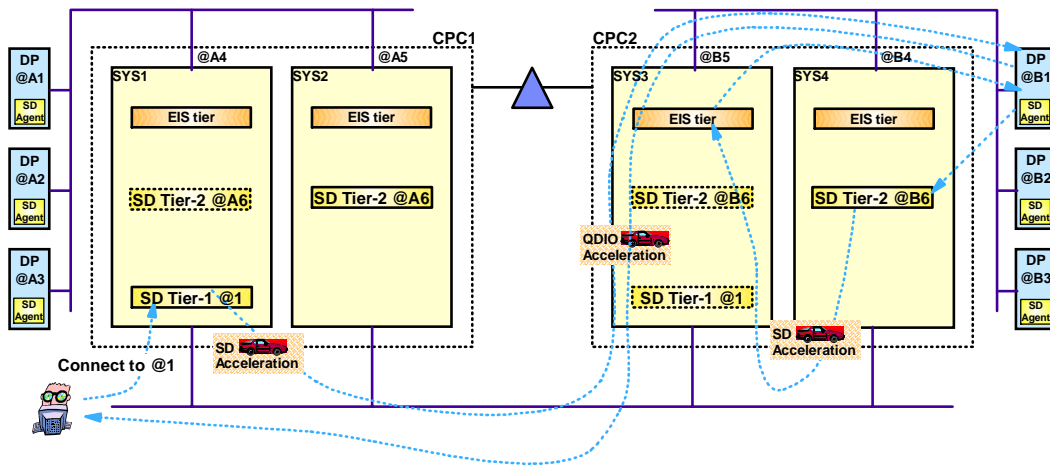 CPC1
CPC2
@A4
@A5
@B5
@B4
DP
@A1
SD
Agent
DP
@A2
SD
Agent
DP
@A3
SD
Agent
SYS1
EIS tier
SD Tier-2 @A6
SD Tier-1 @1
SYS2
EIS tier
SD Tier-2 @A6
SYS3
EIS tier
SD Tier-2 @B6
QDIO
Acceleration
SD Tier-1 @1
SYS4
EIS tier
SD Tier-2 @B6
DP
@B1
SD
Agent
DP
@B2
SD
Agent
DP
@B3
SD
Agent
SD
Acceleration
SD
Acceleration
Connect to @1